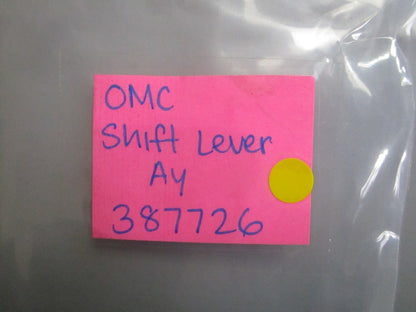 OMC
Shift Lever
Ay
387726